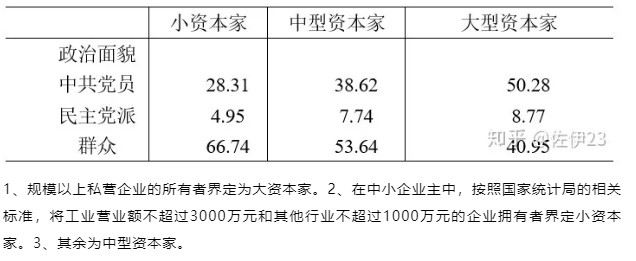 小资本家 中型资本家 大型资本家
政治面貌
中共党员 28.31 38.62 50.28
民主党派 4.95 7.74 8.77
群众 66.74 53.64 40.95
知乎 @佐伊23
1、规模以上私营企业的所有者界定为大资本家。2、在中小企业主中，按照国家统计局的相关
标准，将工业营业额不超过3000万元和其他行业不超过1000万元的企业拥有者界定小资本
家。3、其余为中型资本家。